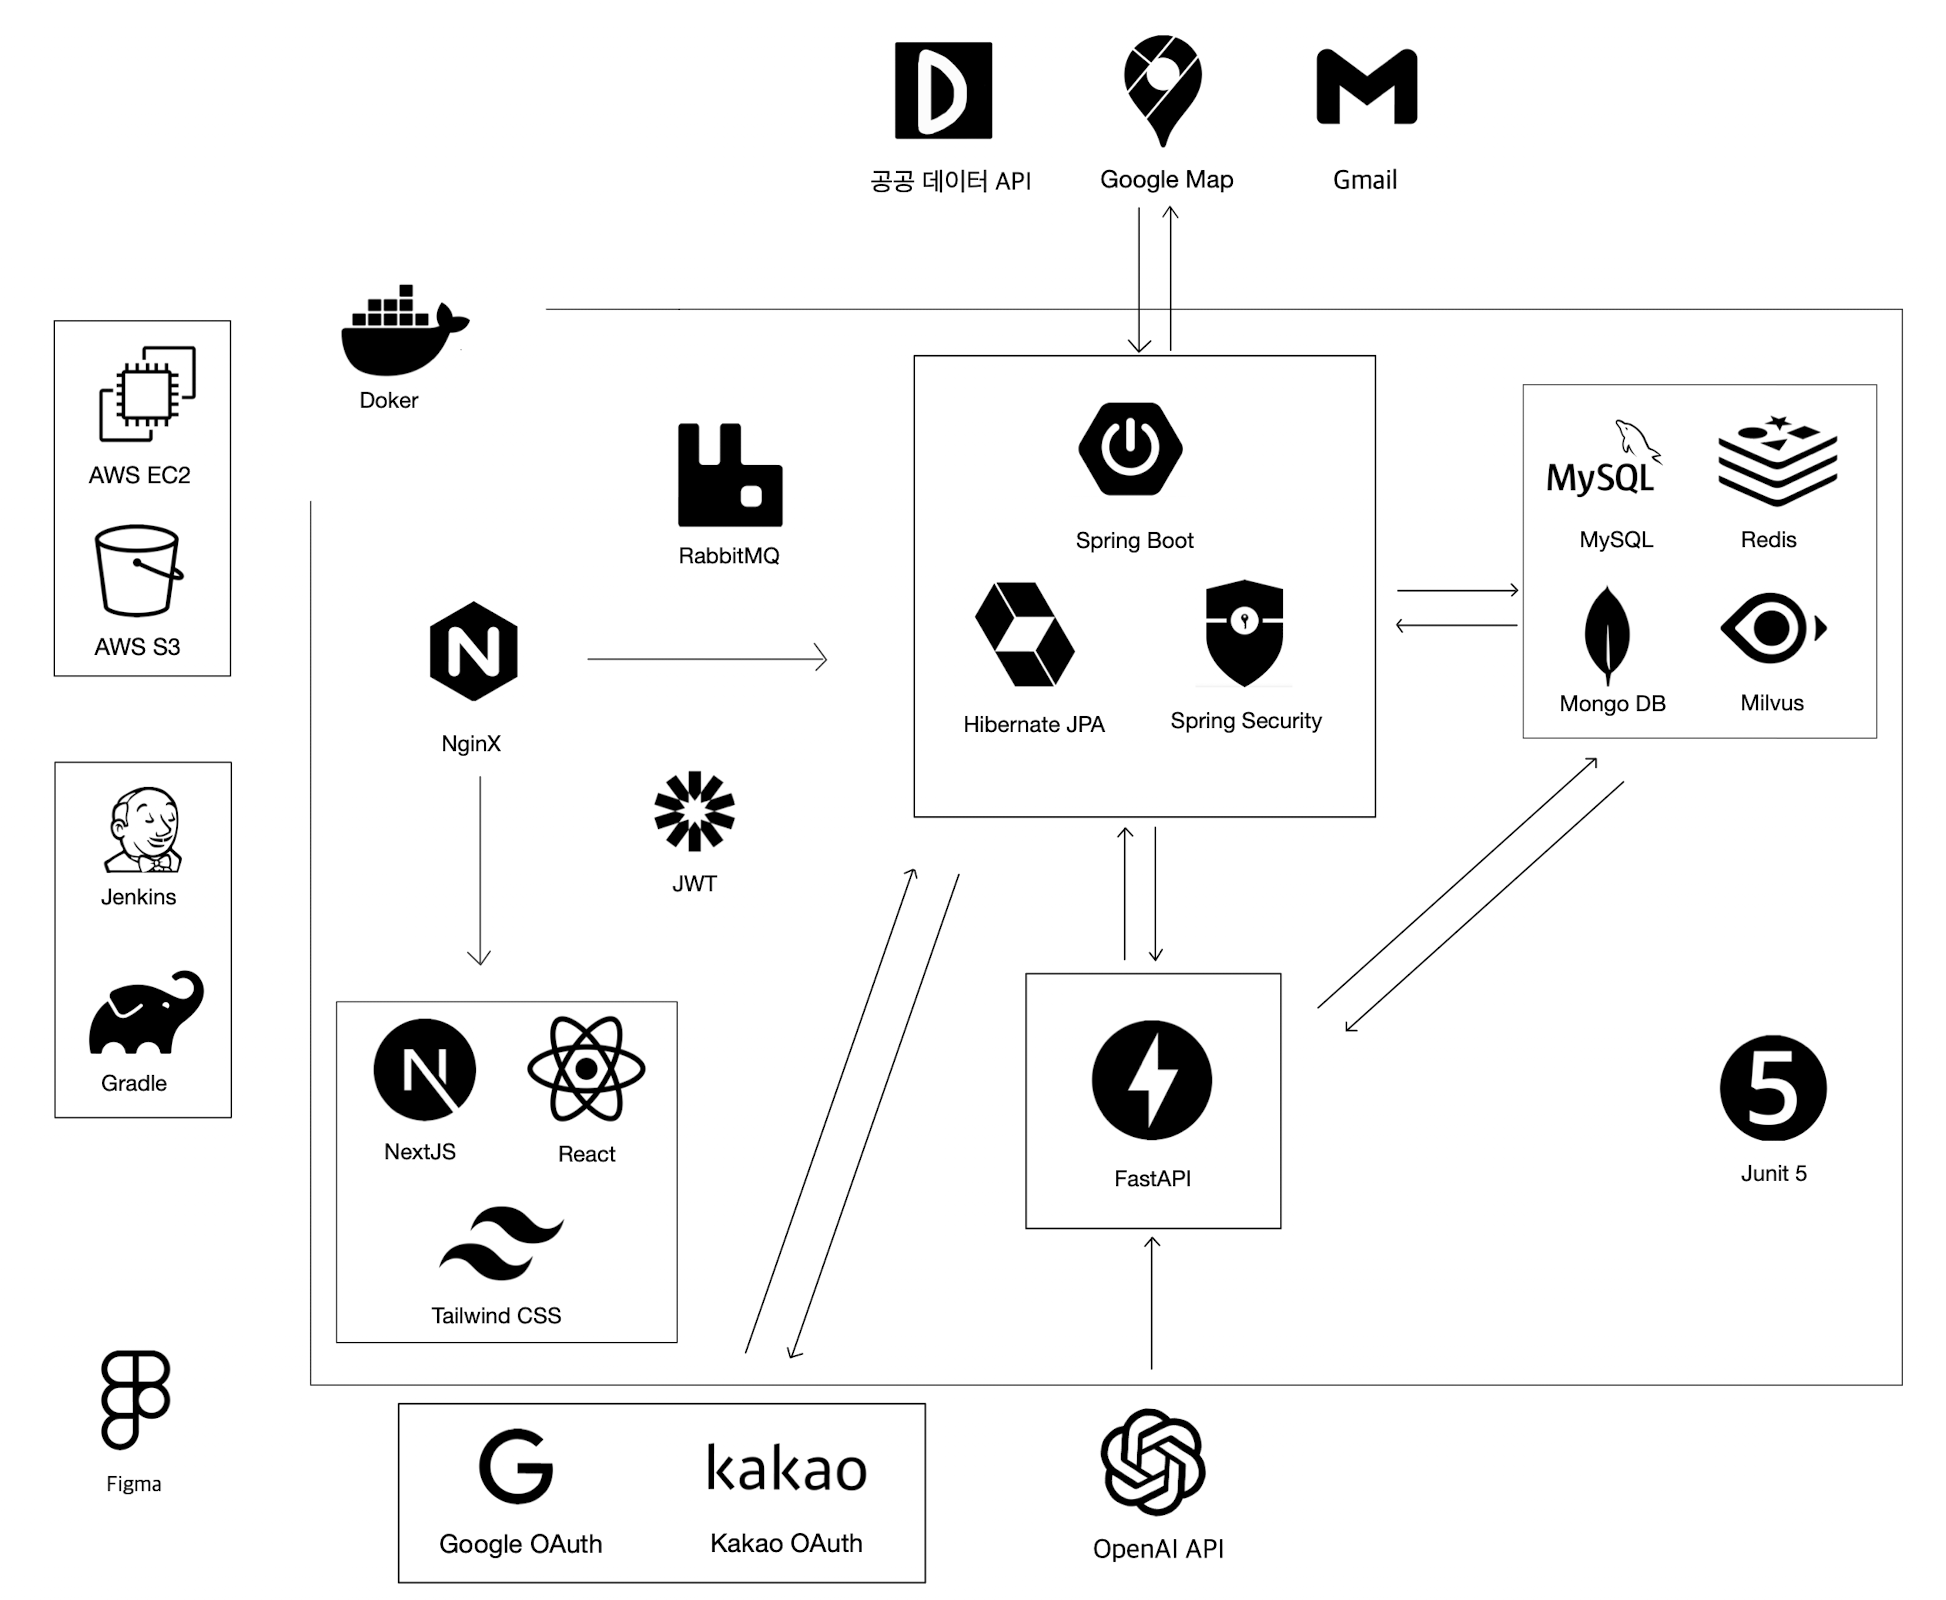 공공 데이터 API
Google Map
Gmail
Doker
AWS EC2
AWS S3
RabbitMQ
Spring Boot
Hibernate JPA
Spring Security
MySQL
MySQL
Redis
Mongo DB
Milvus
NginX
JWT
Jenkins
Gradle
NextJS
React
Tailwind CSS
FastAPI
5
Junit 5
Figma
G
kakao
Google OAuth
Kakao OAuth
OpenAI API